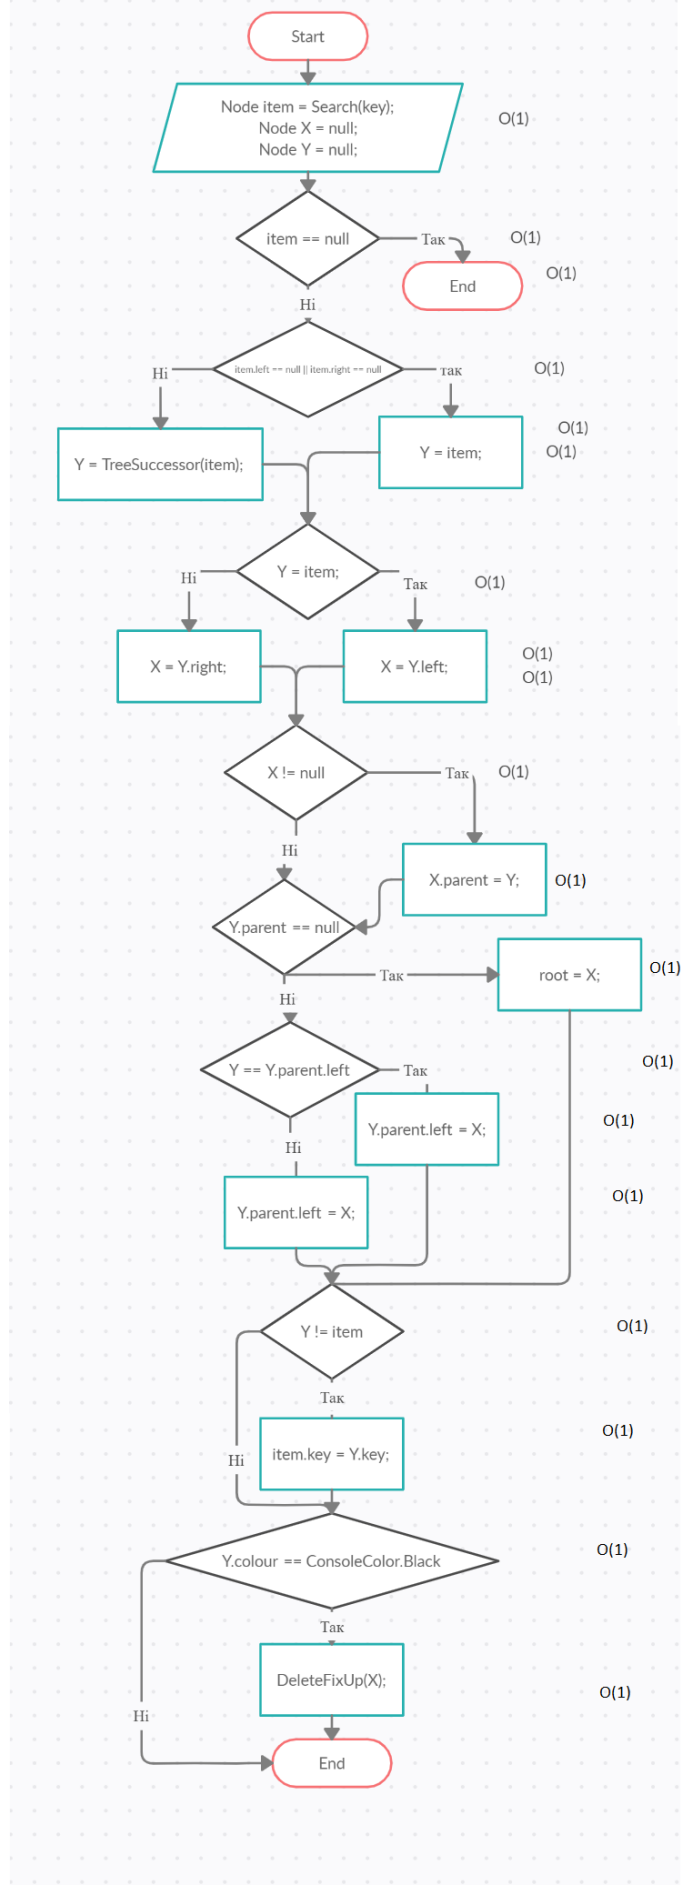 Start
Node item = Search(key);
Node X = null;
Node Y = null;
O(1)
item == null
Так
O(1)
End
O(1)
Ні
item.left == null || item.right == null
Ні
так
O(1)
Y = TreeSuccessor(item);
Y = item;
O(1)
O(1)
Y = item;
Ні
Так
O(1)
X = Y.right;
X = Y.left;
O(1)
O(1)
X != null
Так
O(1)
Ні
X.parent = Y;
O(1)
Y.parent == null
Так
root = X;
O(1)
Ні
Y == Y.parent.left
Так
O(1)
Y.parent.left = X;
O(1)
Ні
Y.parent.left = X;
O(1)
Y != item
O(1)
Так
Ні
item.key = Y.key;
O(1)
Y.colour == ConsoleColor.Black
O(1)
Так
DeleteFixUp(X);
O(1)
Ні
End